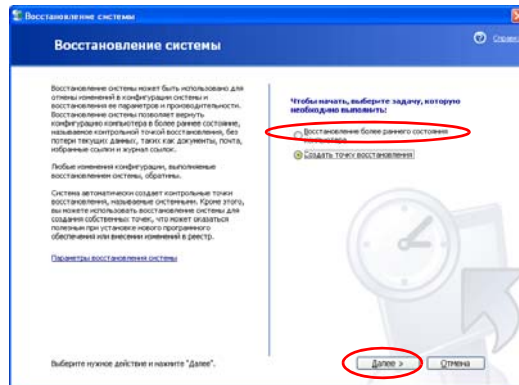 Восстановление системы
Восстановление системы
Справка
Восстановление системы может быть использовано для
отмены изменений в конфигурации системы и
восстановления ее параметров и производительности.
Восстановление системы позволяет вернуть
конфигурацию компьютера в более раннее состояние,
называемое контрольной точкой восстановления, без
потери текущих данных, таких как документы, почта,
избранные ссылки и журнал ссылок.
Любые изменения конфигурации, выполняемые
восстановлением системы, обратимы.
Система автоматически создает контрольные точки
восстановления, называемые системными. Кроме этого,
вы можете использовать восстановление системы для
создания собственных точек, что может оказаться
полезным при установке нового программного
обеспечения или внесении изменений в реестр.
Параметры восстановления системы
Чтобы начать, выберите задачу, которую
необходимо выполнить:
Восстановление более раннего состояния
компьютера
Создать точку восстановления
Выберите нужное действие и нажмите "Далее".
Далее >
Отмена